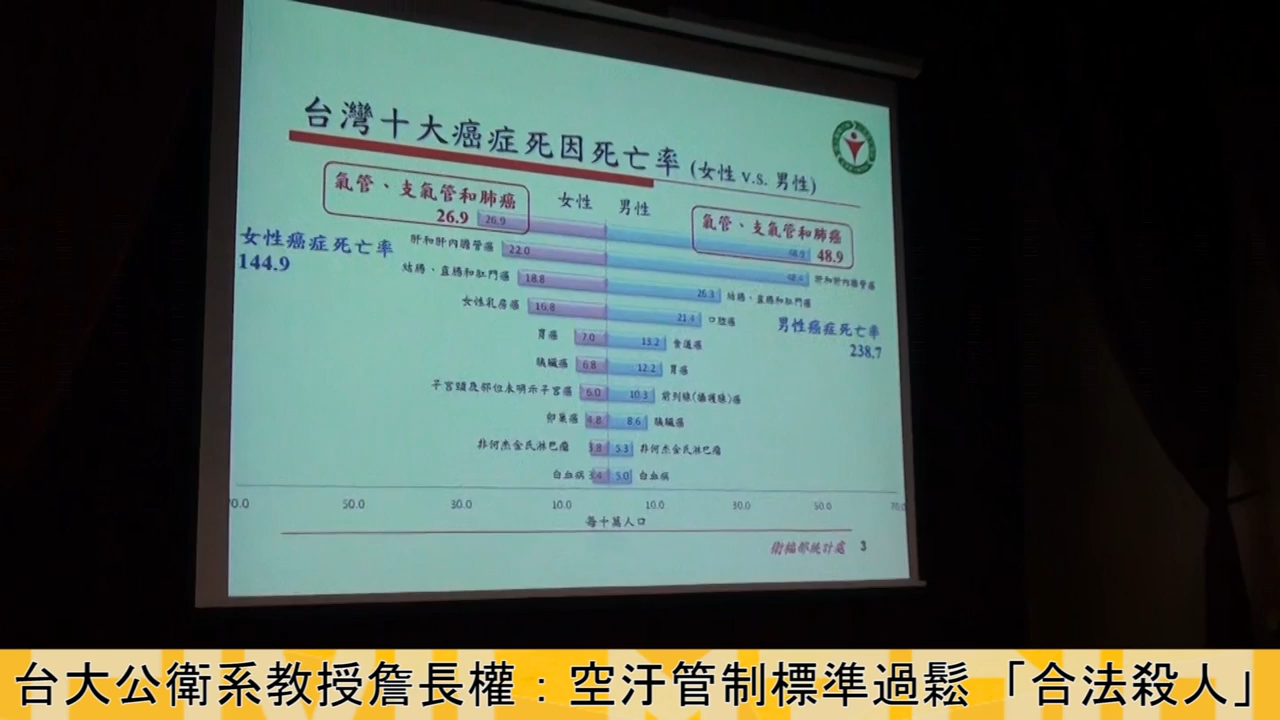 台灣十大癌症死因死亡率 (女性 v.s. 男性)
女性 男性
氣管、支氣管和肺癌
26.9
26.9
氣管、支氣管和肺癌
48.9
48.9
女性癌症死亡率
144.9
肝和肝內膽管癌 22.0
肝和肝內膽管癌
結腸、直腸和肛門癌 18.8 26.3 結腸、直腸和肛門癌
女性乳房癌 16.8 21.4 口腔癌
男性癌症死亡率
238.7
胃癌 7.0 13.2 食道癌
胰臟癌 6.8 12.2 胃癌
子宮頸及部位未明示子宮癌 6.0 10.3 前列腺(攝護腺)癌
卵巢癌 4.8 8.6 胰臟癌
非何杰金氏淋巴瘤 3.8 5.3 非何杰金氏淋巴瘤
白血病 3.4 5.0 白血病
70.0 50.0 30.0 10.0 10.0 30.0 50.0 70.0
每十萬人口
衛福部統計處 3
台大公衛系教授詹長權：空汙管制標準過鬆「合法殺人」